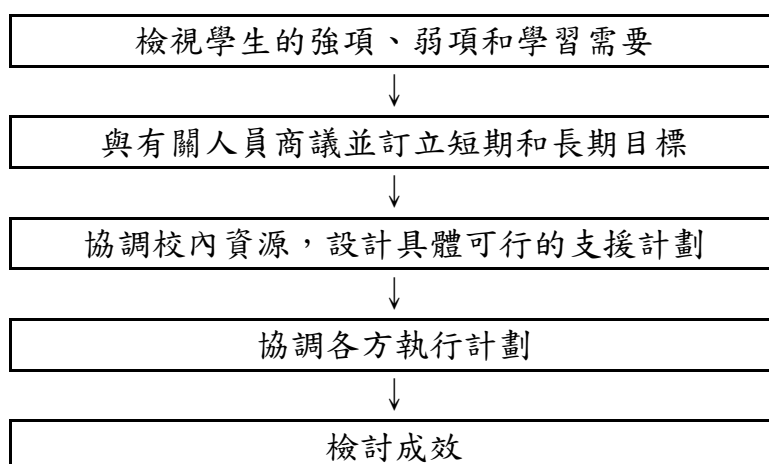 檢視學生的強項、弱項和學習需要
↓
與有關人員商議並訂立短期和長期目標
↓
協調校內資源，設計具體可行的支援計劃
↓
協調各方執行計劃
↓
檢討成效